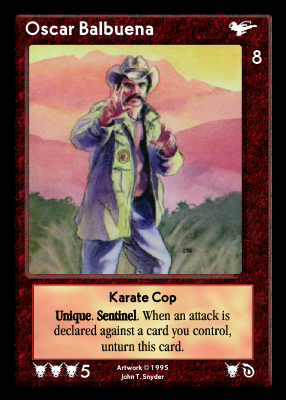 Oscar Balbuena
8
Karate Cop
Unique. Sentinel. When an attack is
declared against a card you control,
unturn this card.
5
Artwork © 1995
John T. Snyder